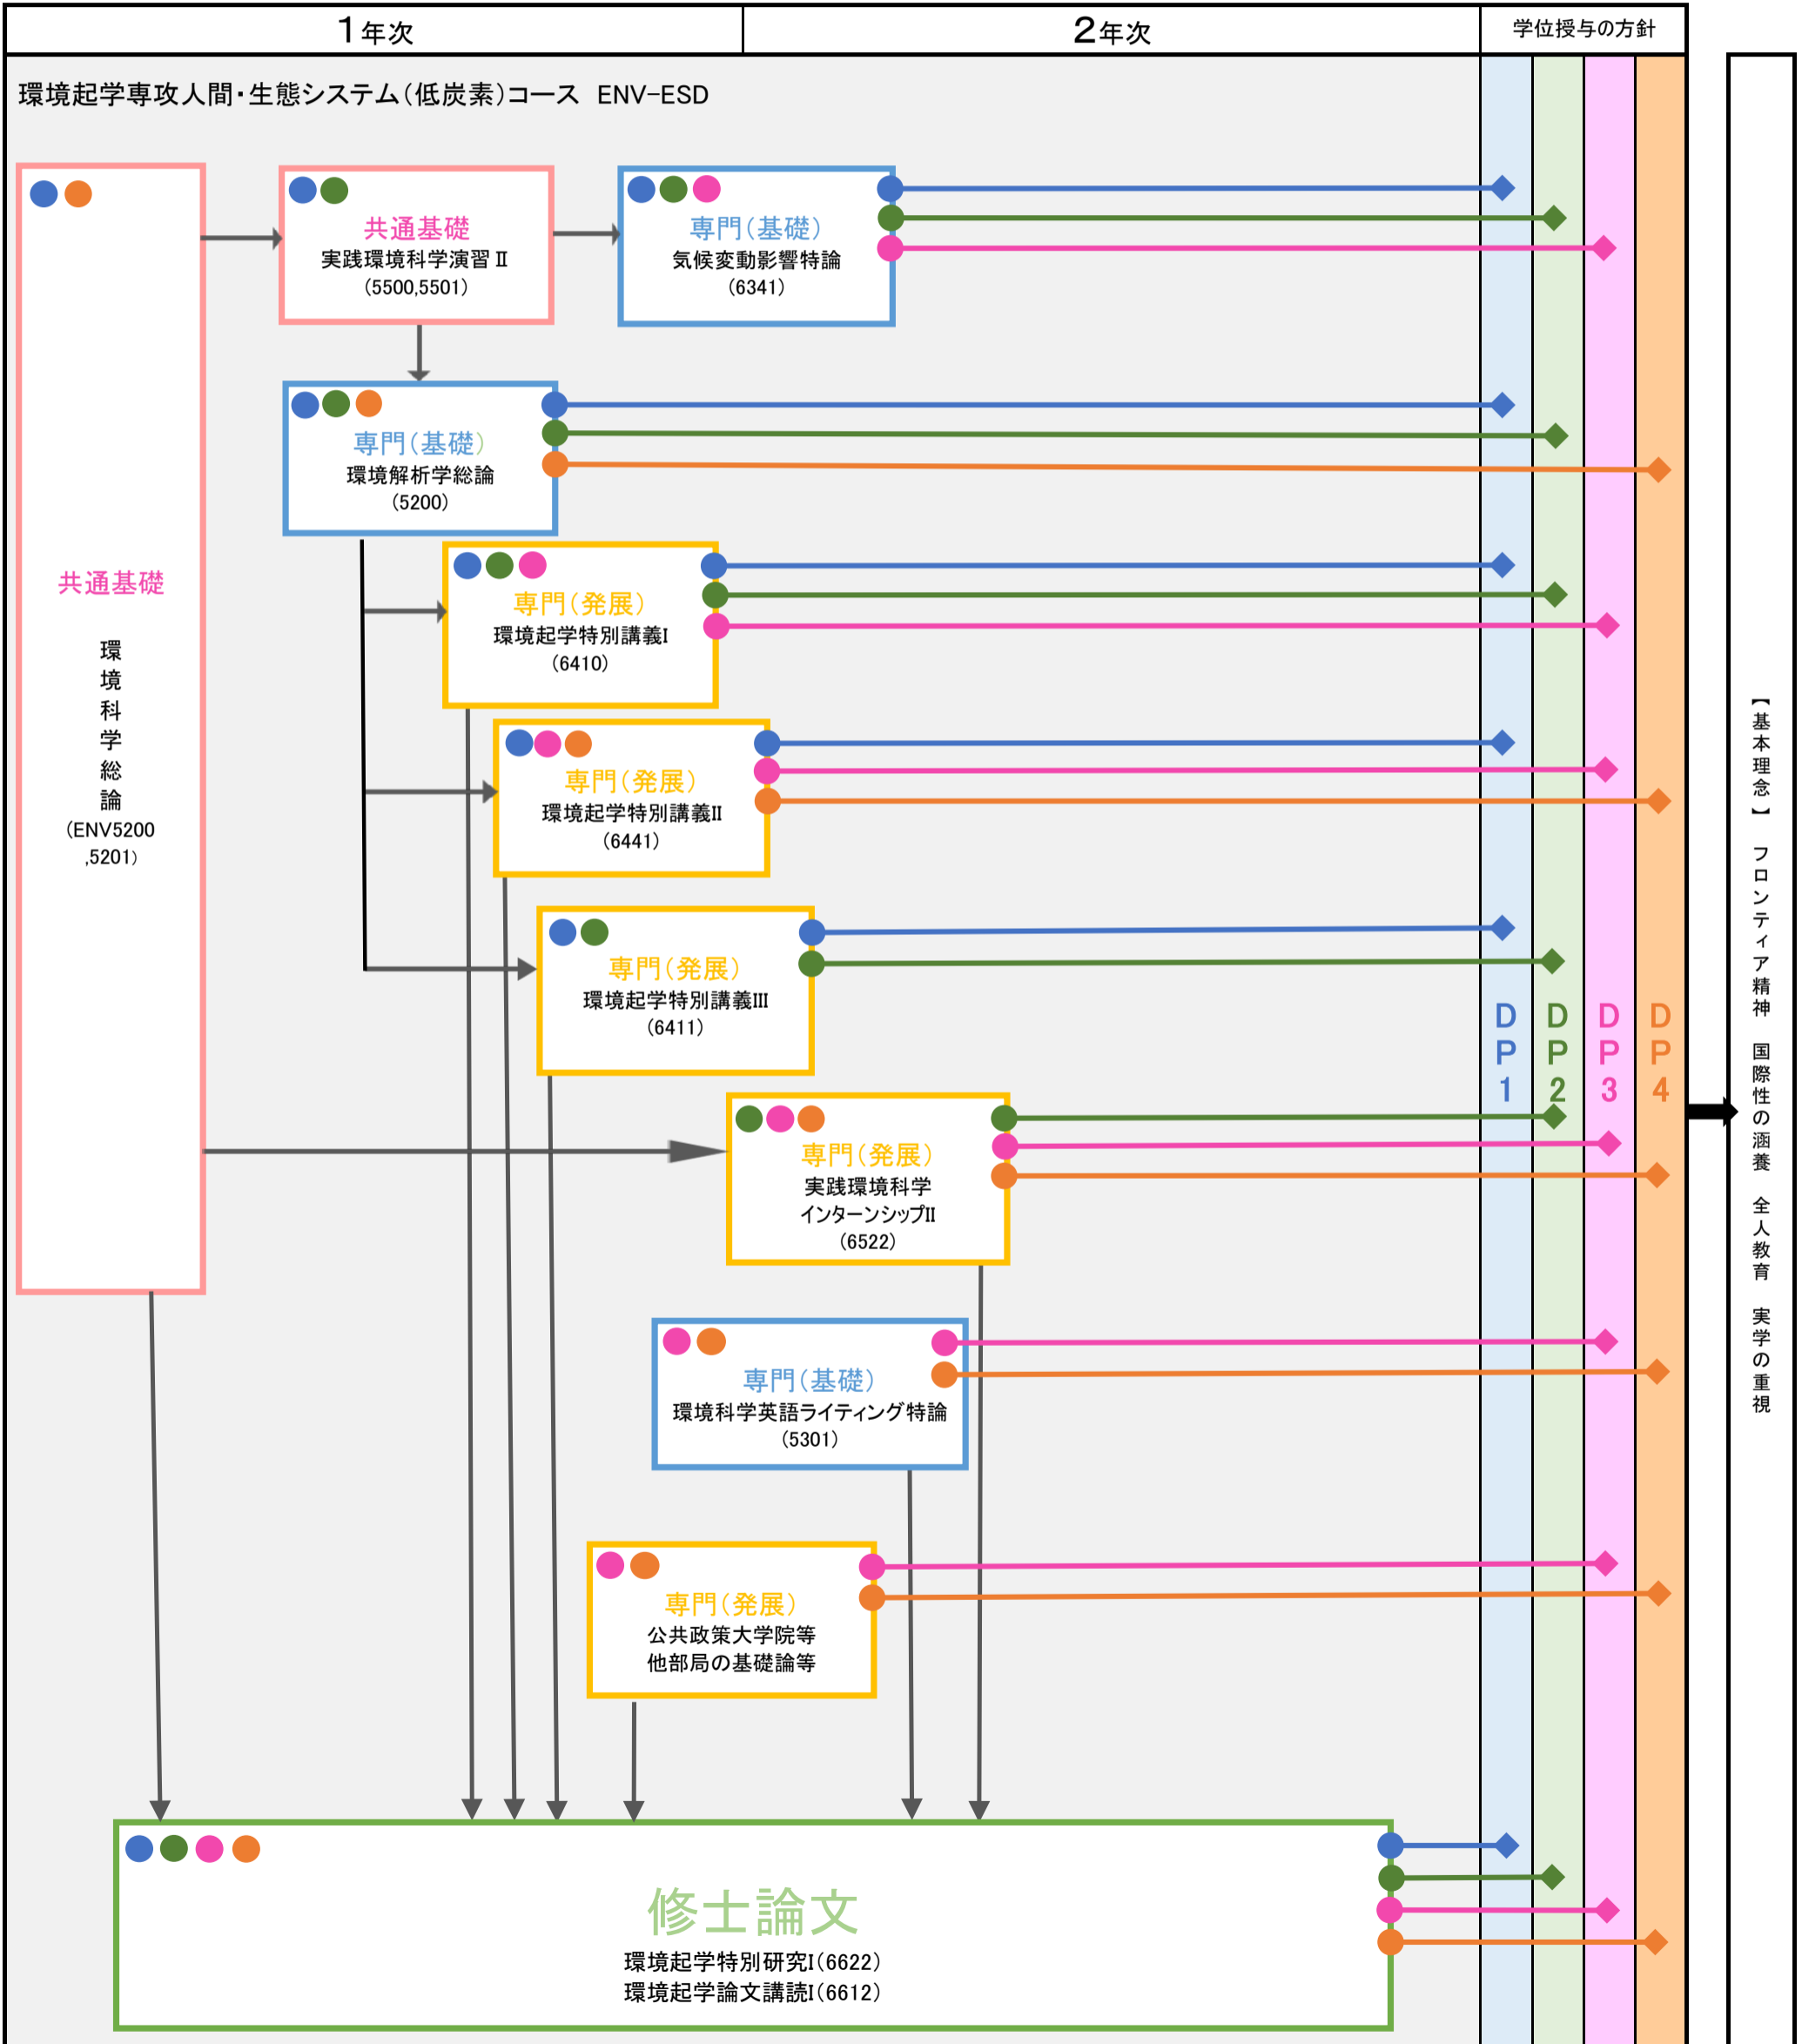 1年次
2年次
学位授与の方針
環境起学専攻人間・生態システム(低炭素)コース ENV-ESD
共通基礎
環境科学総論
(ENV5200
,5201)
共通基礎
実践環境科学演習Ⅱ
(5500,5501)
専門(基礎)
気候変動影響特論
(6341)
専門(基礎)
環境解析学総論
(5200)
専門(発展)
環境起学特別講義I
(6410)
専門(発展)
環境起学特別講義II
(6441)
専門(発展)
環境起学特別講義III
(6411)
専門(発展)
実践環境科学
インターンシップII
(6522)
専門(基礎)
環境科学英語ライティング特論
(5301)
専門(発展)
公共政策大学院等
他部局の基礎論等
修士論文
環境起学特別研究I(6622)
環境起学論文講読I(6612)
DP1
DP2
DP3
DP4
【基本理念】 フロンティア精神 国際性の涵養 全人教育 実学の重視